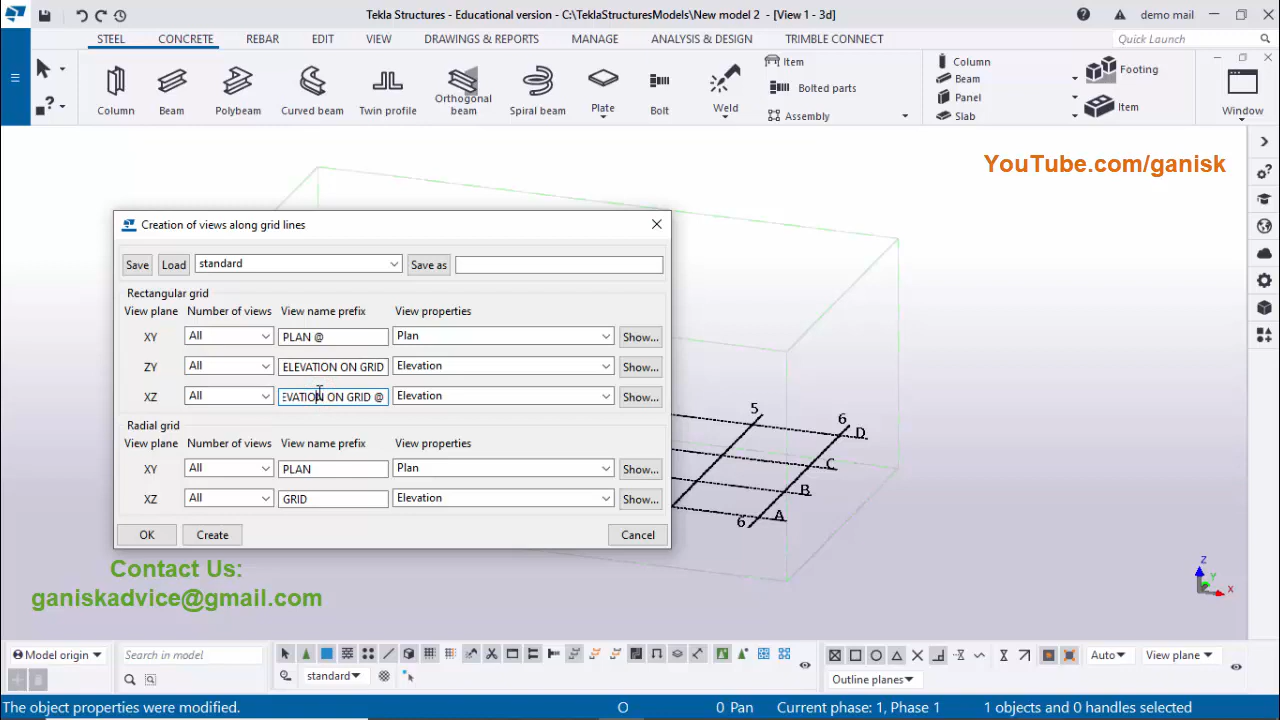 Tekla Structures - Educational version - C:\TeklaStructuresModels\New model 2 - [View 1 - 3d]
demo mail
STEEL CONCRETE REBAR EDIT VIEW DRAWINGS & REPORTS MANAGE ANALYSIS & DESIGN TRIMBLE CONNECT
Quick Launch
Column
Beam
Polybeam
Curved beam
Twin profile
Orthogonal
beam
Spiral beam
Plate
Bolt
Weld
Item
Bolted parts
Assembly
Column
Beam
Panel
Slab
Footing
Item
Window
YouTube.com/ganisk
Creation of views along grid lines
Save Load standard Save as
Rectangular grid
View plane Number of views View name prefix View properties
XY All PLAN @ Plan Show...
ZY All ELEVATION ON GRID Elevation Show...
XZ All EVATION ON GRID @ Elevation Show...
Radial grid
View plane Number of views View name prefix View properties
XY All PLAN Plan Show...
XZ All GRID Elevation Show...
OK Create Cancel
5
6
D
C
B
A
6
Z
Y
X
Contact Us:
ganiskadvice@gmail.com
Model origin
Search in model
standard
Auto
View plane
Outline planes
The object properties were modified.
O
0 Pan
Current phase: 1, Phase 1
1 objects and 0 handles selected